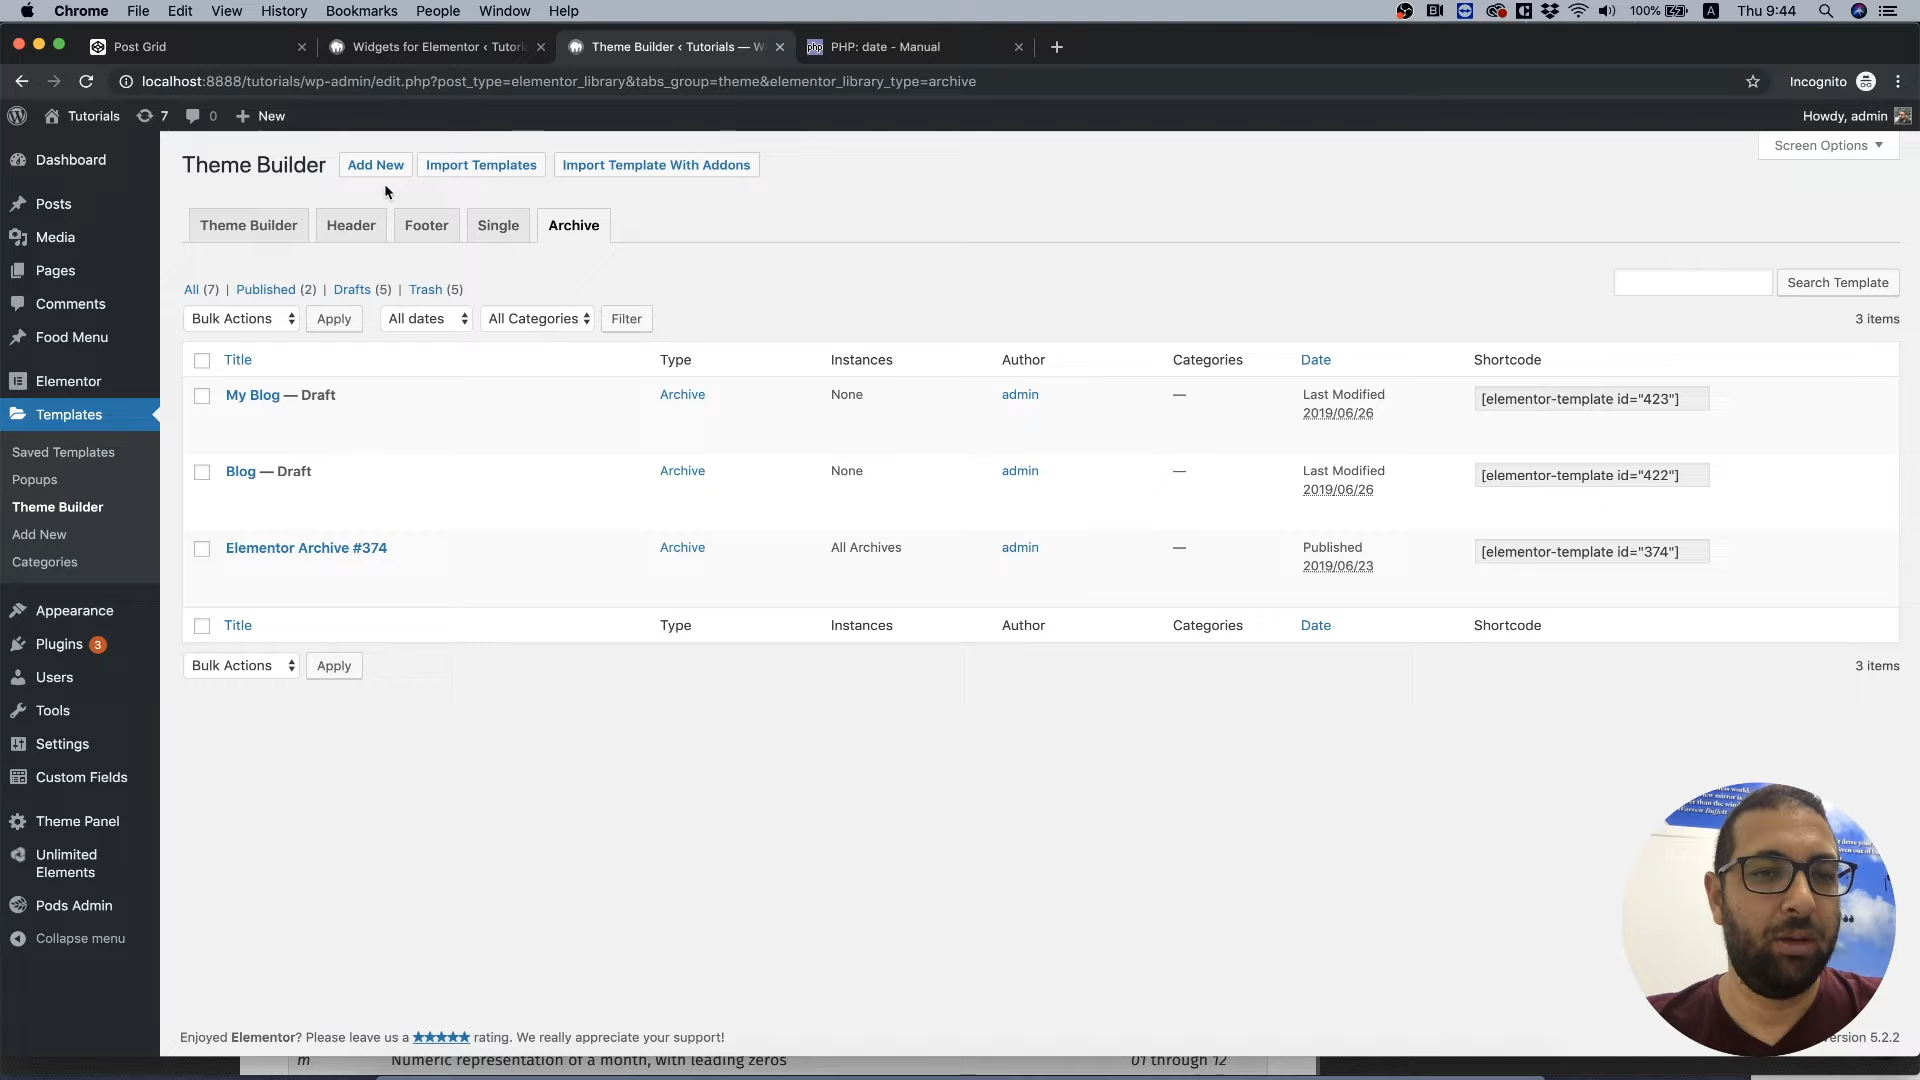 Chrome File Edit View History Bookmarks People Window Help 100% A Thu 9:44
Post Grid
Widgets for Elementor ‹ Tutori
Theme Builder ‹ Tutorials — W
php PHP: date - Manual
localhost:8888/tutorials/wp-admin/edit.php?post_type=elementor_library&tabs_group=theme&elementor_library_type=archive
Incognito
Tutorials 7 0 New
Howdy, admin
Dashboard
Posts
Media
Pages
Comments
Food Menu
Elementor
Templates
Saved Templates
Popups
Theme Builder
Add New
Categories
Appearance
Plugins 3
Users
Tools
Settings
Custom Fields
Theme Panel
Unlimited
Elements
Pods Admin
Collapse menu
Theme Builder Add New Import Templates Import Template With Addons
Screen Options
Theme Builder Header Footer Single Archive
All (7) | Published (2) | Drafts (5) | Trash (5)
Search Template
Bulk Actions Apply All dates All Categories Filter
3 items
Title Type Instances Author Categories Date Shortcode
My Blog — Draft Archive None admin — Last Modified
2019/06/26
[elementor-template id="423"]
Blog — Draft Archive None admin — Last Modified
2019/06/26
[elementor-template id="422"]
Elementor Archive #374 Archive All Archives admin — Published
2019/06/23
[elementor-template id="374"]
Title Type Instances Author Categories Date Shortcode
Bulk Actions Apply
3 items
Enjoyed Elementor? Please leave us a ★★★★★ rating. We really appreciate your support!
Version 5.2.2
m Numeric representation of a month, with leading zeros 01 through 12